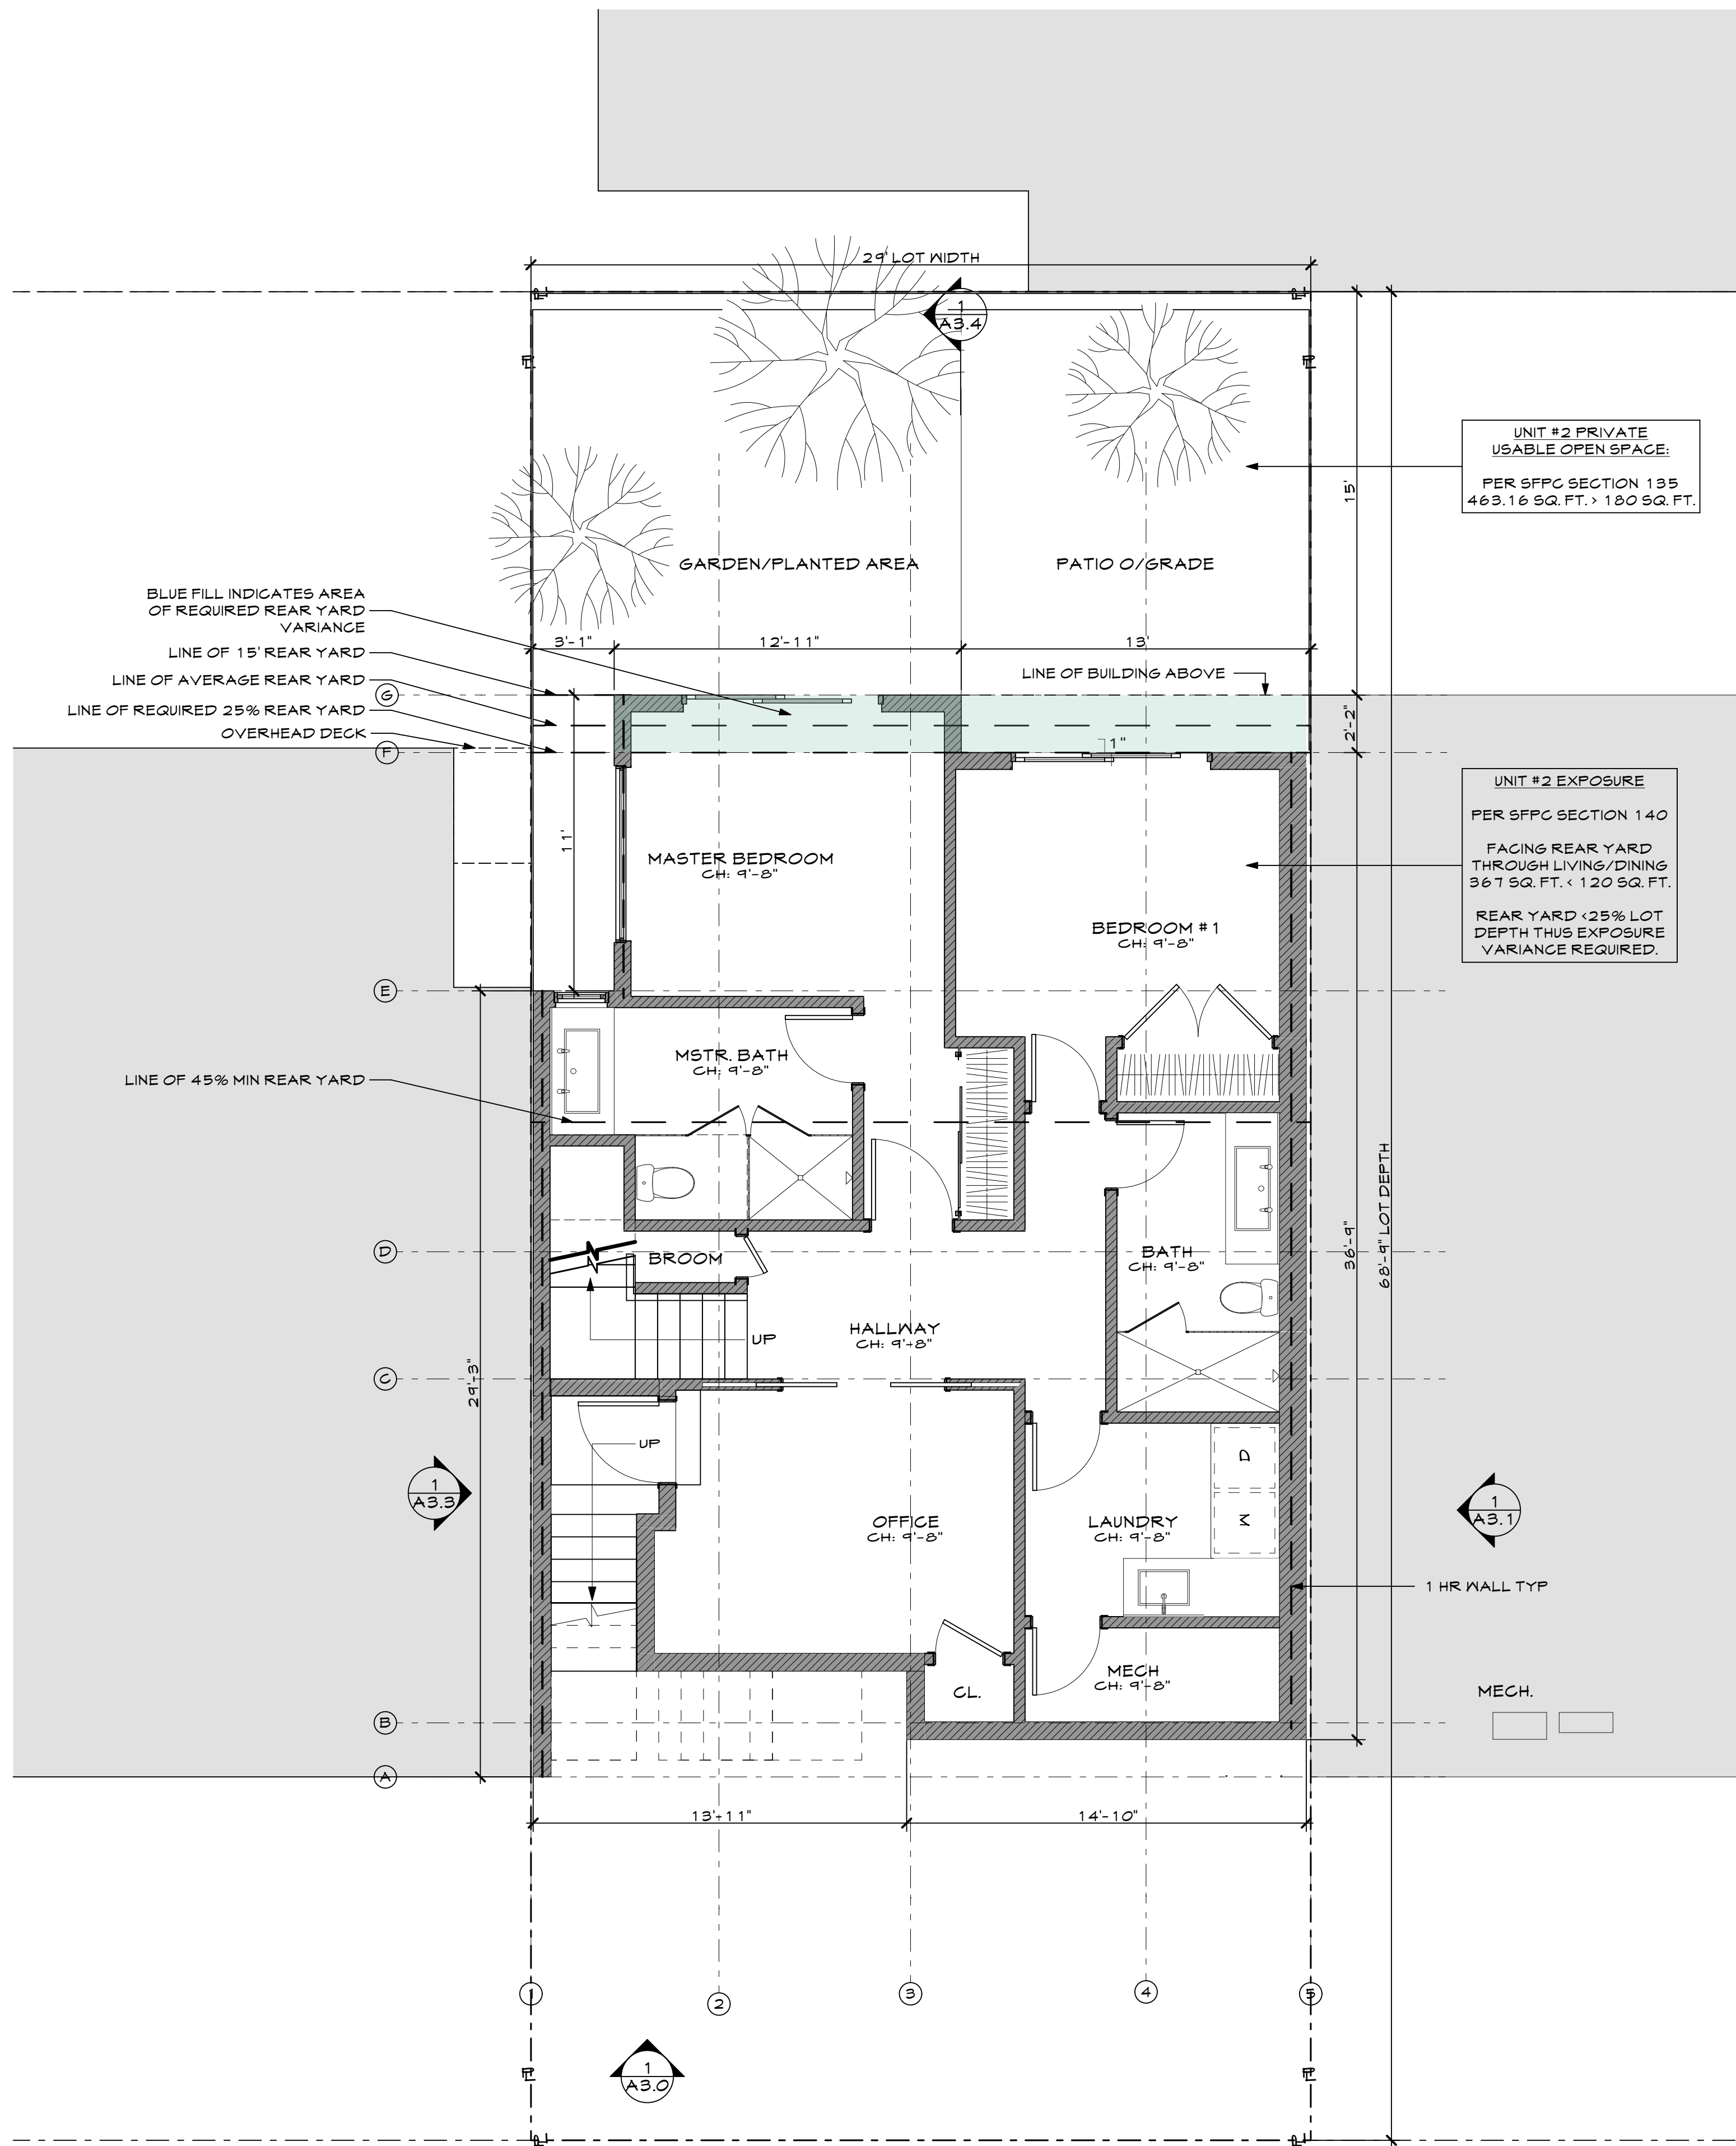 29' LOT WIDTH
1
A3.4
PL
PL
PL
PL
UNIT #2 PRIVATE
USABLE OPEN SPACE:
PER SFPC SECTION 135
463.16 SQ. FT. > 180 SQ. FT.
15'
GARDEN/PLANTED AREA
PATIO O/GRADE
BLUE FILL INDICATES AREA
OF REQUIRED REAR YARD
VARIANCE
3'-1"
12'-11"
13'
LINE OF 15' REAR YARD
LINE OF BUILDING ABOVE
LINE OF AVERAGE REAR YARD
G
LINE OF REQUIRED 25% REAR YARD
OVERHEAD DECK
F
2'-2"
1"
UNIT #2 EXPOSURE
PER SFPC SECTION 140
FACING REAR YARD
THROUGH LIVING/DINING
367 SQ. FT. < 120 SQ. FT.
REAR YARD <25% LOT
DEPTH THUS EXPOSURE
VARIANCE REQUIRED.
11'
MASTER BEDROOM
CH: 9'-8"
BEDROOM #1
CH: 9'-8"
E
MSTR. BATH
CH: 9'-8"
LINE OF 45% MIN REAR YARD
68'-9" LOT DEPTH
36'-9"
D
BROOM
BATH
CH: 9'-8"
UP
HALLWAY
CH: 9'-8"
C
29'-3"
UP
D
W
1
A3.3
1
A3.1
OFFICE
CH: 9'-8"
LAUNDRY
CH: 9'-8"
1 HR WALL TYP
MECH
CH: 9'-8"
CL.
MECH.
B
A
13'-11"
14'-10"
1
2
3
4
5
1
A3.0
PL
PL
PL
PL